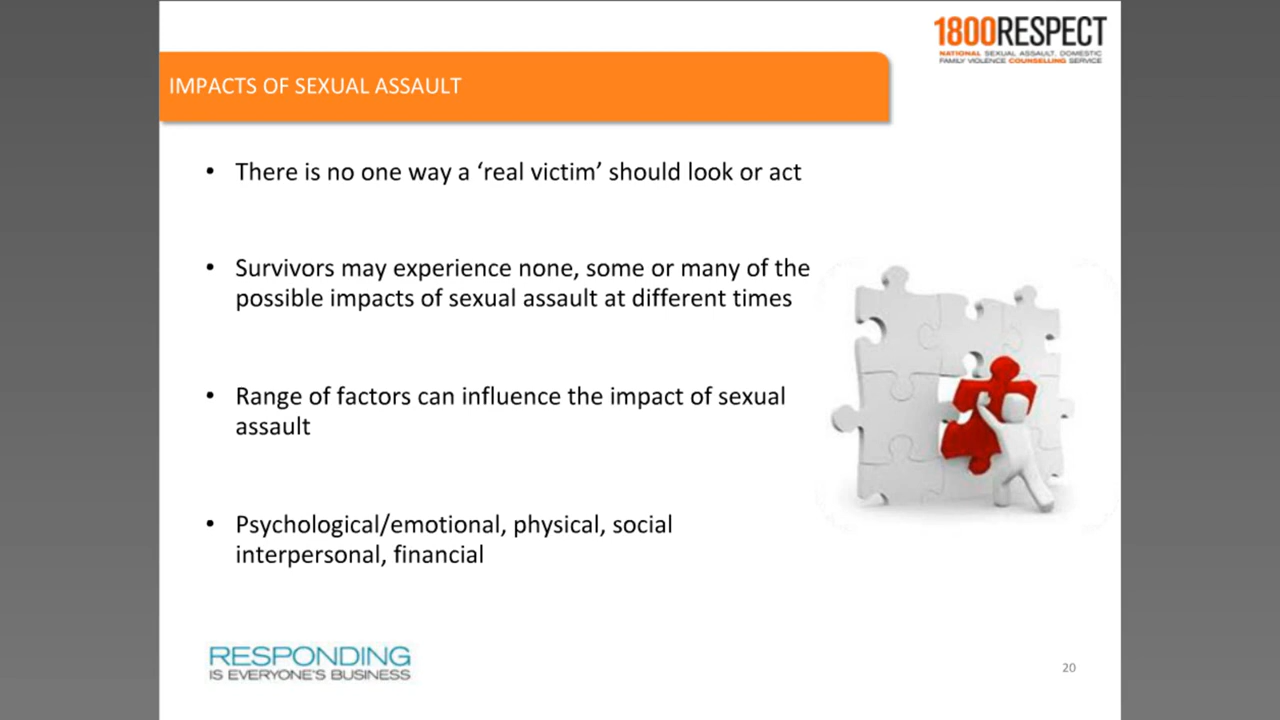 1800RESPECT
NATIONAL SEXUAL ASSAULT, DOMESTIC
FAMILY VIOLENCE COUNSELLING SERVICE
IMPACTS OF SEXUAL ASSAULT
• There is no one way a ‘real victim’ should look or act
• Survivors may experience none, some or many of the
possible impacts of sexual assault at different times
• Range of factors can influence the impact of sexual
assault
• Psychological/emotional, physical, social
interpersonal, financial
RESPONDING
IS EVERYONE'S BUSINESS
20